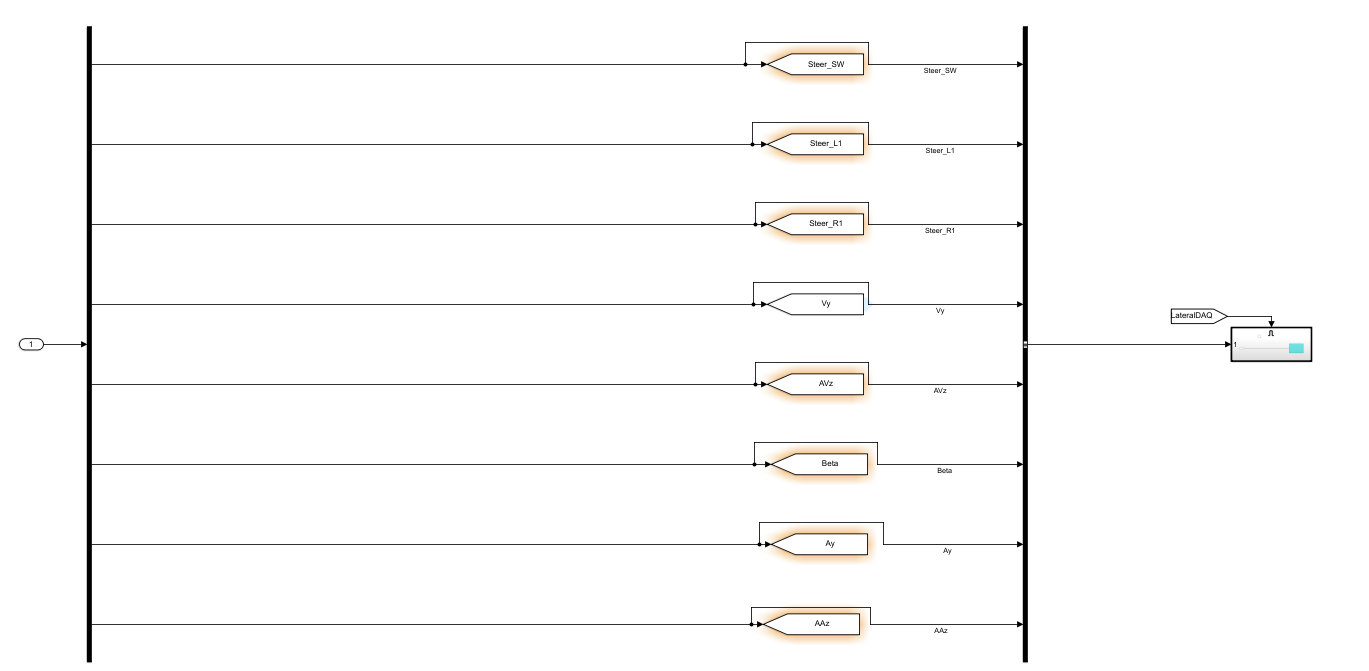 Steer_SW
Steer_SW
Steer_L1
Steer_L1
Steer_R1
Steer_R1
Vy
Vy
LateralDAQ
1
1
AVz
AVz
Beta
Beta
Ay
Ay
AAz
AAz